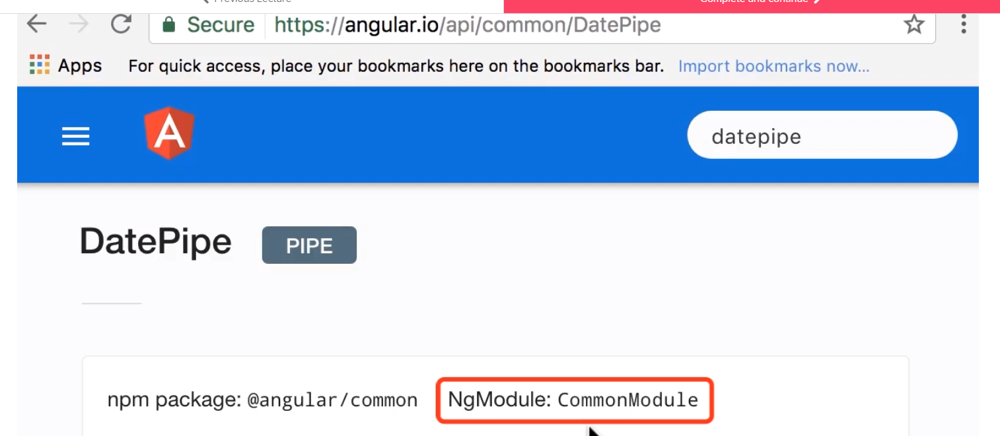 Previous Lecture
Complete and Continue
Secure https://angular.io/api/common/DatePipe
Apps For quick access, place your bookmarks here on the bookmarks bar. Import bookmarks now...
A
datepipe
DatePipe PIPE
npm package: @angular/common NgModule: CommonModule